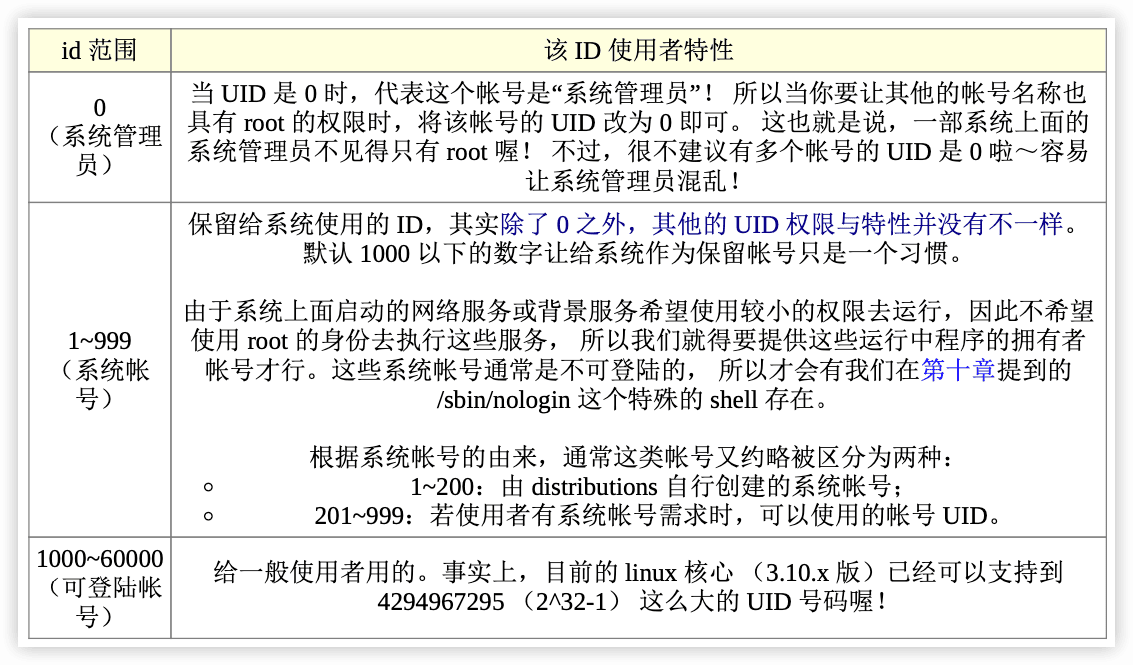 id 范围
该 ID 使用者特性
0
（系统管理
员）
当 UID 是 0 时，代表这个帐号是“系统管理员”！ 所以当你要让其他的帐号名称也
具有 root 的权限时，将该帐号的 UID 改为 0 即可。 这也就是说，一部系统上面的
系统管理员不见得只有 root 喔！ 不过，很不建议有多个帐号的 UID 是 0 啦～容易
让系统管理员混乱！
1~999
（系统帐
号）
保留给系统使用的 ID，其实除了 0 之外，其他的 UID 权限与特性并没有不一样。
默认 1000 以下的数字让给系统作为保留帐号只是一个习惯。
由于系统上面启动的网络服务或背景服务希望使用较小的权限去运行，因此不希望
使用 root 的身份去执行这些服务， 所以我们就得要提供这些运行中程序的拥有者
帐号才行。这些系统帐号通常是不可登陆的， 所以才会有我们在第十章提到的
/sbin/nologin 这个特殊的 shell 存在。
根据系统帐号的由来，通常这类帐号又约略被区分为两种：
1~200：由 distributions 自行创建的系统帐号；
201~999：若使用者有系统帐号需求时，可以使用的帐号 UID。
1000~60000
（可登陆帐
号）
给一般使用者用的。事实上，目前的 linux 核心 （3.10.x 版）已经可以支持到
4294967295 （2^32-1） 这么大的 UID 号码喔！